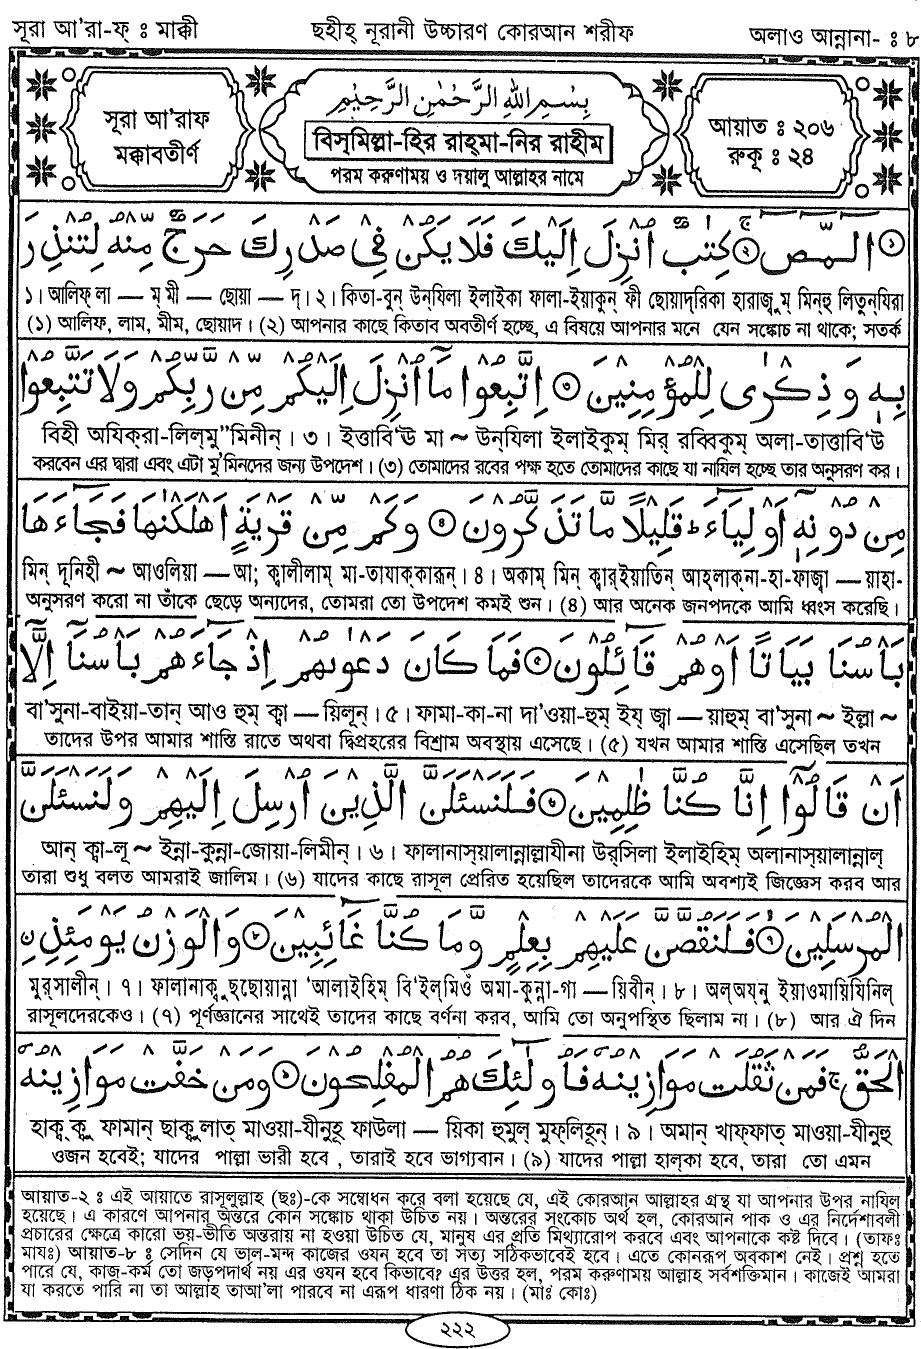 সূরা আ'রা-ফ্ ঃ মাক্কী ছহীহ্ নূরানী উচ্চারণ কোরআন শরীফ অলাও আন্নানা- ঃ ৮
সূরা আ'রাফ
মক্কাবতীর্ণ
بِسْمِ اللهِ الرَّحْمٰنِ الرَّحِيْمِ
বিস্‌মিল্লা-হির রাহ্‌মা-নির রাহীম
পরম করুণাময় ও দয়ালু আল্লাহর নামে
আয়াত ঃ ২০৬
রুকূ ঃ ২৪
الٓمّٓصٓ ۝ كِتٰبٌ اُنْزِلَ اِلَيْكَ فَلَا يَكُنْ فِيْ صَدْرِكَ حَرَجٌ مِّنْهُ لِتُنْذِرَ
১। আলিফ্ লা — ম্ মী — ছোয়া — দ্। ২। কিতা-বুন্ উন্‌যিলা ইলাইকা ফালা-ইয়াকুন্ ফী ছোয়াদ্‌রিকা হারাজুম্ মিন্‌হু লিতুন্‌যিরা
(১) আলিফ, লাম, মীম, ছোয়াদ। (২) আপনার কাছে কিতাব অবতীর্ণ হচ্ছে, এ বিষয়ে আপনার মনে যেন সঙ্কোচ না থাকে; সতর্ক
بِهٖ وَذِكْرٰى لِلْمُؤْمِنِيْنَ ۝ اِتَّبِعُوْا مَآ اُنْزِلَ اِلَيْكُمْ مِّنْ رَّبِّكُمْ وَلَا تَتَّبِعُوْا
বিহী অযিক্‌রা-লিল্‌মু"মিনীন্। ৩। ইত্তাবি'ঊ মা ~ উন্‌যিলা ইলাইকুম্ মির্ রব্বিকুম্ অলা-তাত্তাবি'ঊ
করবেন এর দ্বারা এবং এটা মু'মিনদের জন্য উপদেশ। (৩) তোমাদের রবের পক্ষ হতে তোমাদের কাছে যা নাযিল হচ্ছে তার অনুসরণ কর।
مِنْ دُوْنِهٖٓ اَوْلِيَآءَ ؕ قَلِيْلًا مَّا تَذَكَّرُوْنَ ۝ وَكَمْ مِّنْ قَرْيَةٍ اَهْلَكْنٰهَا فَجَآءَهَا
মিন্ দূনিহী ~ আওলিয়া — আ; ক্বালীলাম্ মা-তাযাক্কারূন্। ৪। অকাম্ মিন্ ক্বার্‌ইয়াতিন্ আহ্‌লাক্‌না-হা-ফাজ্বা — য়াহা-
অনুসরণ করো না তাঁকে ছেড়ে অন্যদের, তোমরা তো উপদেশ কমই শুন। (৪) আর অনেক জনপদকে আমি ধ্বংস করেছি।
بَاْسُنَا بَيَاتًا اَوْهُمْ قَآئِلُوْنَ ۝ فَمَا كَانَ دَعْوٰىهُمْ اِذْ جَآءَهُمْ بَاْسُنَآ اِلَّآ
বা'সুনা-বাইয়া-তান্ আও হুম্ ক্বা — য়িলূন্। ৫। ফামা-কা-না দা'ওয়া-হুম্ ইয্ জ্বা — য়াহুম্ বা'সুনা ~ ইল্লা ~
তাদের উপর আমার শাস্তি রাতে অথবা দ্বিপ্রহরের বিশ্রাম অবস্থায় এসেছে। (৫) যখন আমার শাস্তি এসেছিল তখন
اَنْ قَالُوْٓا اِنَّا كُنَّا ظٰلِمِيْنَ ۝ فَلَنَسْئَلَنَّ الَّذِيْنَ اُرْسِلَ اِلَيْهِمْ وَلَنَسْئَلَنَّ
আন্ ক্বা-লূ ~ ইন্না-কুন্না-জোয়া-লিমীন্। ৬। ফালানাস্‌য়ালান্নাল্লাযীনা উর্‌সিলা ইলাইহিম্ অলানাস্‌য়ালান্নাল্
তারা শুধু বলত আমরাই জালিম। (৬) যাদের কাছে রাসূল প্রেরিত হয়েছিল তাদেরকে আমি অবশ্যই জিজ্ঞেস করব আর
الْمُرْسَلِيْنَ ۝ فَلَنَقُصَّنَّ عَلَيْهِمْ بِعِلْمٍ وَّمَا كُنَّا غَآئِبِيْنَ ۝ وَالْوَزْنُ يَوْمَئِذِ نِ
মুর্‌সালীন্। ৭। ফালানাক্বু ছ্ছোয়ান্না 'আলাইহিম্ বি'ইল্‌মিওঁ অমা-কুন্না-গা — য়িবীন্। ৮। অল্‌অয্‌নু ইয়াওমায়িযিনিল্
রাসূলদেরকেও। (৭) পূর্ণজ্ঞানের সাথেই তাদের কাছে বর্ণনা করব, আমি তো অনুপস্থিত ছিলাম না। (৮) আর ঐ দিন
الْحَقُّ ۚ فَمَنْ ثَقُلَتْ مَوَازِيْنُهٗ فَاُولٰٓئِكَ هُمُ الْمُفْلِحُوْنَ ۝ وَمَنْ خَفَّتْ مَوَازِيْنُهٗ
হাক্বক্বু ফামান্ ছাক্বুলাত্ মাওয়া-যীনুহূ ফাউলা — য়িকা হুমুল্ মুফ্‌লিহূন্। ৯। অমান্ খাফ্‌ফাত্ মাওয়া-যীনুহু
ওজন হবেই; যাদের পাল্লা ভারী হবে , তারাই হবে ভাগ্যবান। (৯) যাদের পাল্লা হাল্‌কা হবে, তারা তো এমন
আয়াত-২ ঃ এই আয়াতে রাসূলুল্লাহ (ছঃ)-কে সম্বোধন করে বলা হয়েছে যে, এই কোরআন আল্লাহর গ্রন্থ যা আপনার উপর নাযিল
হয়েছে। এ কারণে আপনার অন্তরে কোন সঙ্কোচ থাকা উচিত নয়। অন্তরের সংকোচ অর্থ হল, কোরআন পাক ও এর নির্দেশাবলী
প্রচারের ক্ষেত্রে কারো ভয়-ভীতি অন্তরায় না হওয়া উচিত যে, মানুষ এর প্রতি মিথ্যারোপ করবে এবং আপনাকে কষ্ট দিবে। (তাফঃ
মাযঃ) আয়াত-৮ ঃ সেদিন যে ভাল-মন্দ কাজের ওযন হবে তা সত্য সঠিকভাবেই হবে। এতে কোনরূপ অবকাশ নেই। প্রশ্ন হতে
পারে যে, কাজ-কর্ম তো জড়পদার্থ নয় এর ওযন হবে কিভাবে? এর উত্তর হল, পরম করুণাময় আল্লাহ সর্বশক্তিমান। কাজেই আমরা
যা করতে পারি না তা আল্লাহ তাআ'লা পারবে না এরূপ ধারণা ঠিক নয়। (মাঃ কোঃ)
২২২